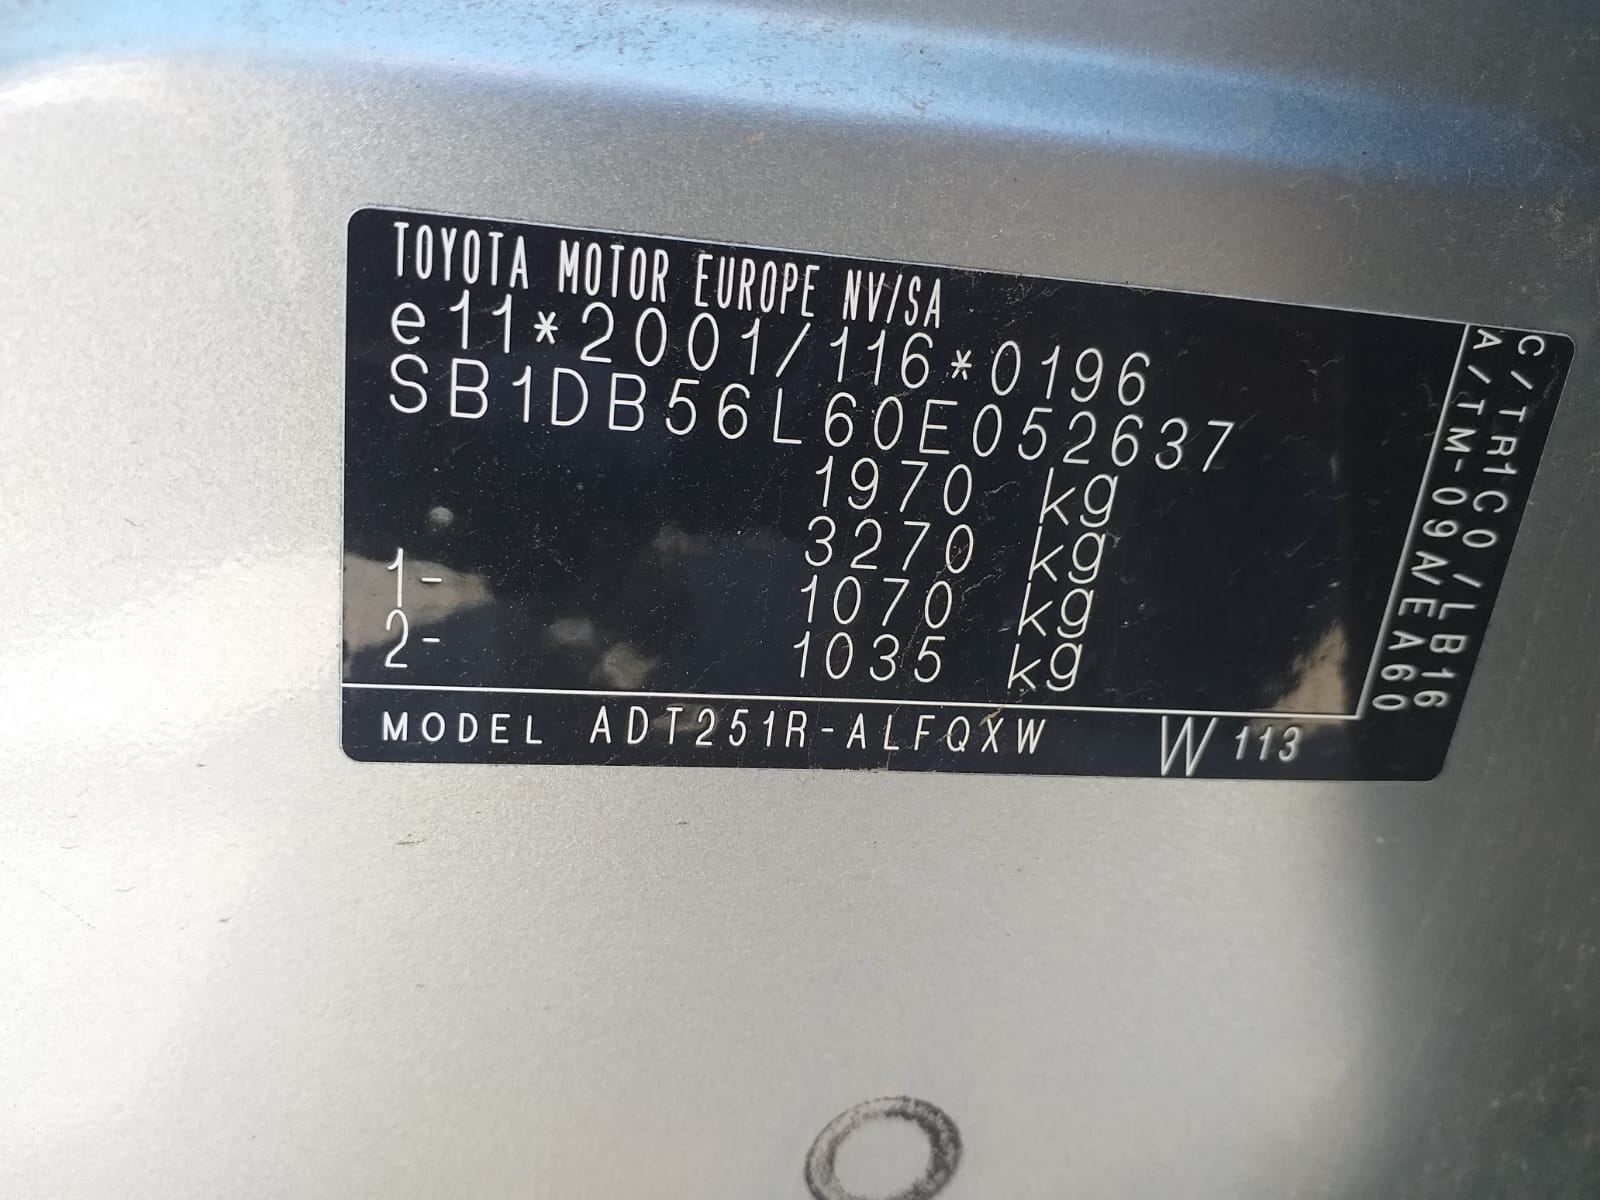 TOYOTA MOTOR EUROPE NV/SA
e11*2001/116*0196
SB1DB56L60E052637
1970 kg
3270 kg
1- 1070 kg
2- 1035 kg
C/TR1C0/LB16
A/TM-09A/EA60
MODEL ADT251R-ALFQXW W 113